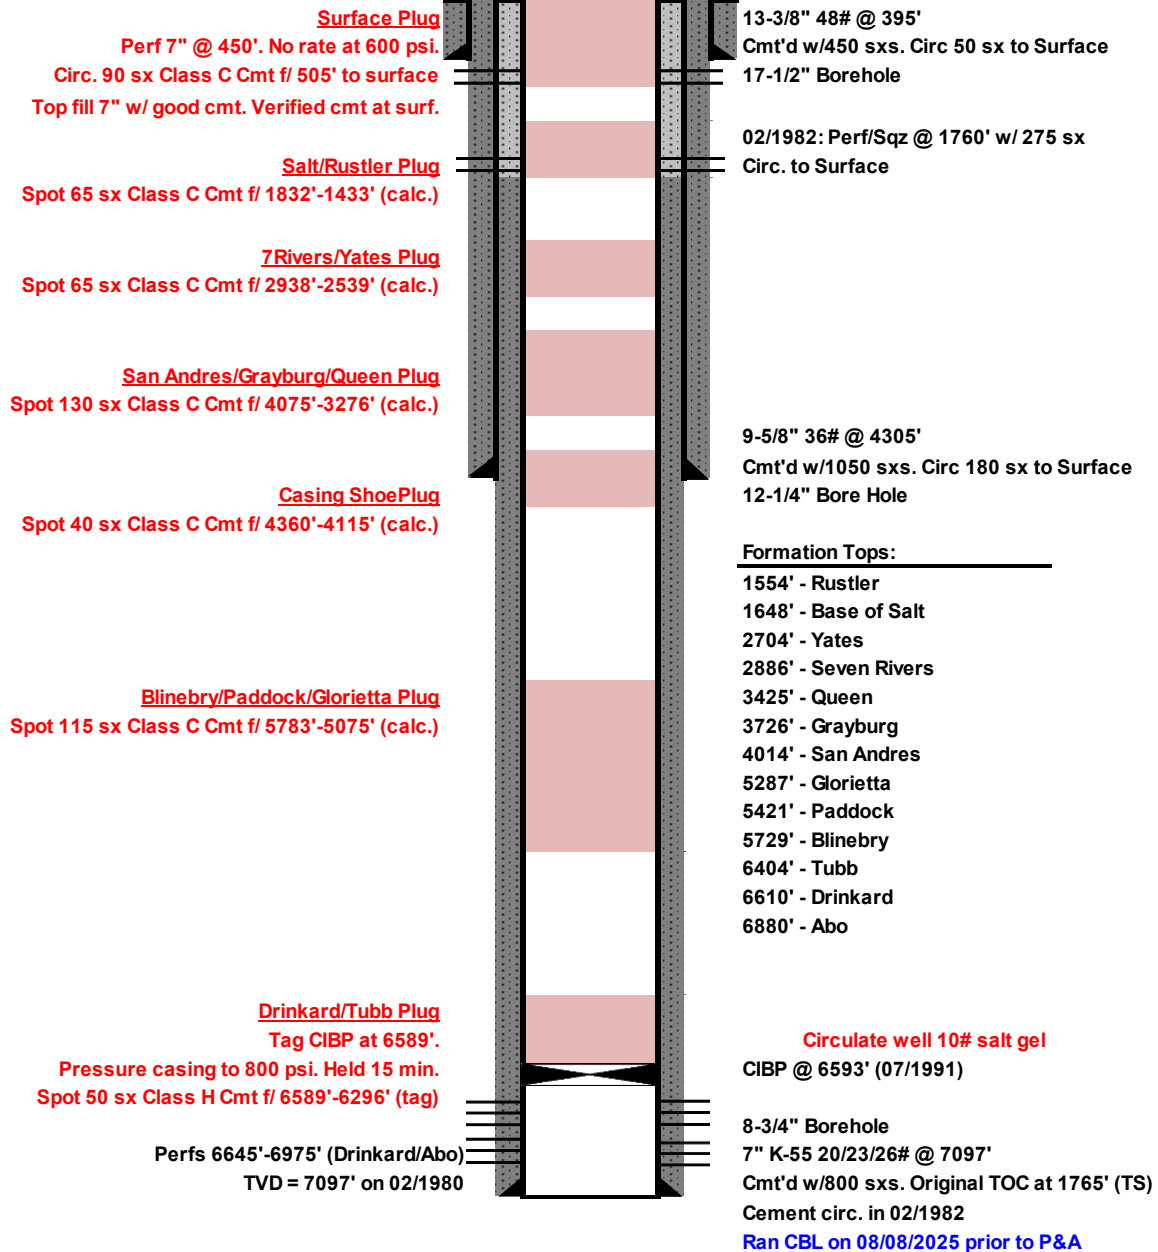 Surface Plug
Perf 7" @ 450'. No rate at 600 psi.
Circ. 90 sx Class C Cmt f/ 505' to surface
Top fill 7" w/ good cmt. Verified cmt at surf.
Salt/Rustler Plug
Spot 65 sx Class C Cmt f/ 1832'-1433' (calc.)
7Rivers/Yates Plug
Spot 65 sx Class C Cmt f/ 2938'-2539' (calc.)
San Andres/Grayburg/Queen Plug
Spot 130 sx Class C Cmt f/ 4075'-3276' (calc.)
Casing ShoePlug
Spot 40 sx Class C Cmt f/ 4360'-4115' (calc.)
Blinebry/Paddock/Glorietta Plug
Spot 115 sx Class C Cmt f/ 5783'-5075' (calc.)
Drinkard/Tubb Plug
Tag CIBP at 6589'.
Pressure casing to 800 psi. Held 15 min.
Spot 50 sx Class H Cmt f/ 6589'-6296' (tag)
Perfs 6645'-6975' (Drinkard/Abo)
TVD = 7097' on 02/1980
13-3/8" 48# @ 395'
Cmt'd w/450 sxs. Circ 50 sx to Surface
17-1/2" Borehole
02/1982: Perf/Sqz @ 1760' w/ 275 sx
Circ. to Surface
9-5/8" 36# @ 4305'
Cmt'd w/1050 sxs. Circ 180 sx to Surface
12-1/4" Bore Hole
Formation Tops:
1554' - Rustler
1648' - Base of Salt
2704' - Yates
2886' - Seven Rivers
3425' - Queen
3726' - Grayburg
4014' - San Andres
5287' - Glorietta
5421' - Paddock
5729' - Blinebry
6404' - Tubb
6610' - Drinkard
6880' - Abo
Circulate well 10# salt gel
CIBP @ 6593' (07/1991)
8-3/4" Borehole
7" K-55 20/23/26# @ 7097'
Cmt'd w/800 sxs. Original TOC at 1765' (TS)
Cement circ. in 02/1982
Ran CBL on 08/08/2025 prior to P&A